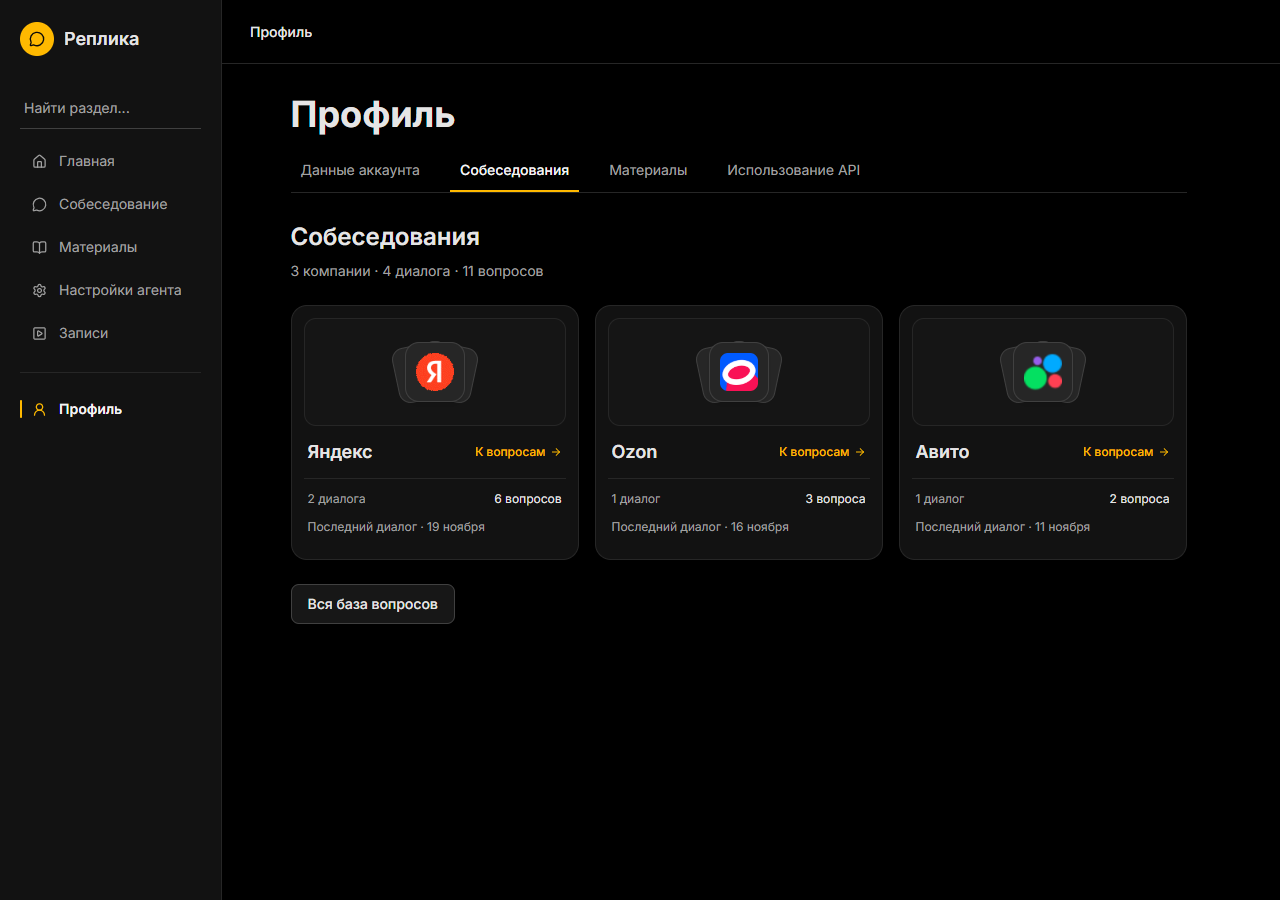 Реплика
Профиль
Найти раздел...
Главная
Собеседование
Материалы
Настройки агента
Записи
Профиль
Профиль
Данные аккаунта
Собеседования
Материалы
Использование API
Собеседования
3 компании · 4 диалога · 11 вопросов
Я
Яндекс
К вопросам →
2 диалога
6 вопросов
Последний диалог · 19 ноября
Ozon
К вопросам →
1 диалог
3 вопроса
Последний диалог · 16 ноября
Авито
К вопросам →
1 диалог
2 вопроса
Последний диалог · 11 ноября
Вся база вопросов